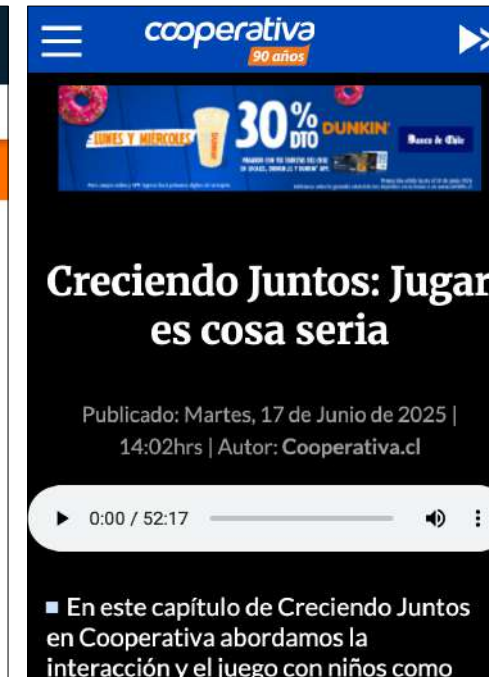 cooperativa
90 años
LUNES Y MIÉRCOLES
30% DTO
DUNKIN'
Banco de Chile
Creciendo Juntos: Jugar
es cosa seria
Publicado: Martes, 17 de Junio de 2025 |
14:02hrs | Autor: Cooperativa.cl
0:00 / 52:17
En este capítulo de Creciendo Juntos
en Cooperativa abordamos la
interacción y el juego con niños como